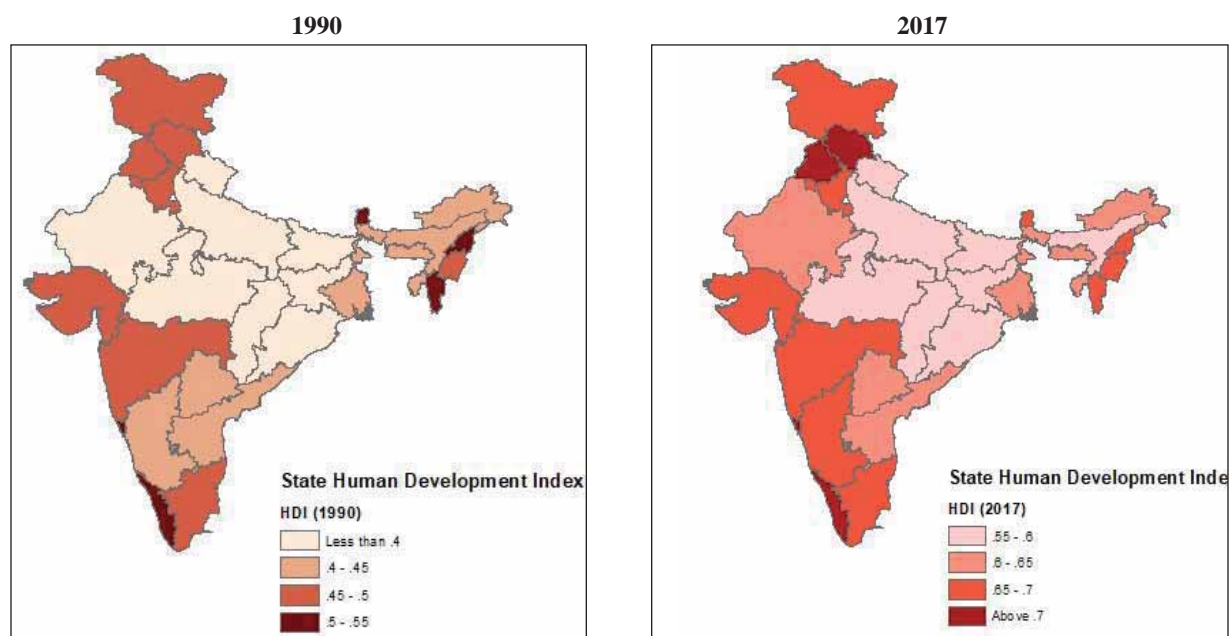 1990
2017
State Human Development Index
HDI (1990)
Less than .4
.4 - .45
.45 - .5
.5 - .55
State Human Development Inde
HDI (2017)
.55 - .6
.6 - .65
.65 - .7
Above .7